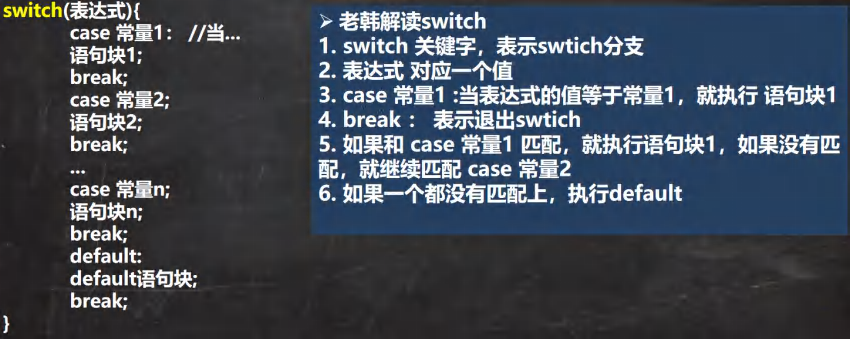 switch(表达式){
case 常量1： //当...
语句块1;
break;
case 常量2;
语句块2;
break;
...
case 常量n;
语句块n;
break;
default:
default语句块;
break;
}
➢ 老韩解读switch
1. switch 关键字，表示swtich分支
2. 表达式 对应一个值
3. case 常量1 :当表达式的值等于常量1，就执行 语句块1
4. break ： 表示退出swtich
5. 如果和 case 常量1 匹配，就执行语句块1，如果没有匹
配，就继续匹配 case 常量2
6. 如果一个都没有匹配上，执行default